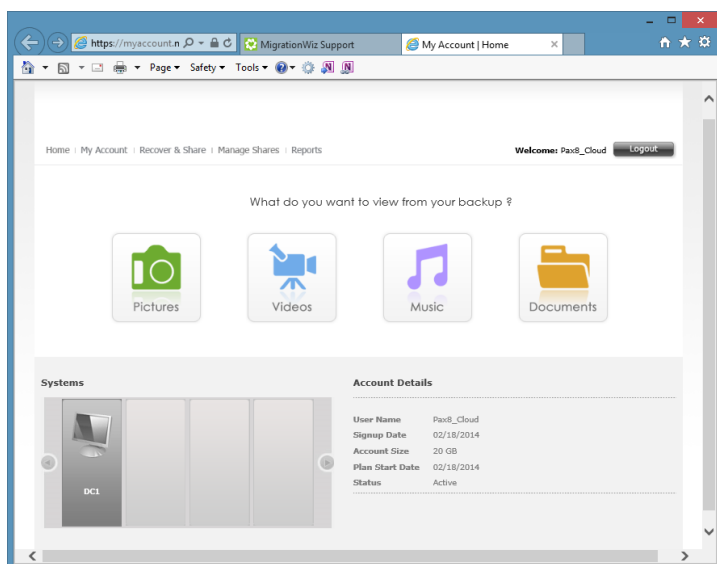 https://myaccount.n
MigrationWiz Support
My Account | Home
Page
Safety
Tools
Home
My Account
Recover & Share
Manage Shares
Reports
Welcome: Pax8_Cloud
Logout
What do you want to view from your backup ?
Pictures
Videos
Music
Documents
Systems
DC1
Account Details
User Name Pax8_Cloud
Signup Date 02/18/2014
Account Size 20 GB
Plan Start Date 02/18/2014
Status Active